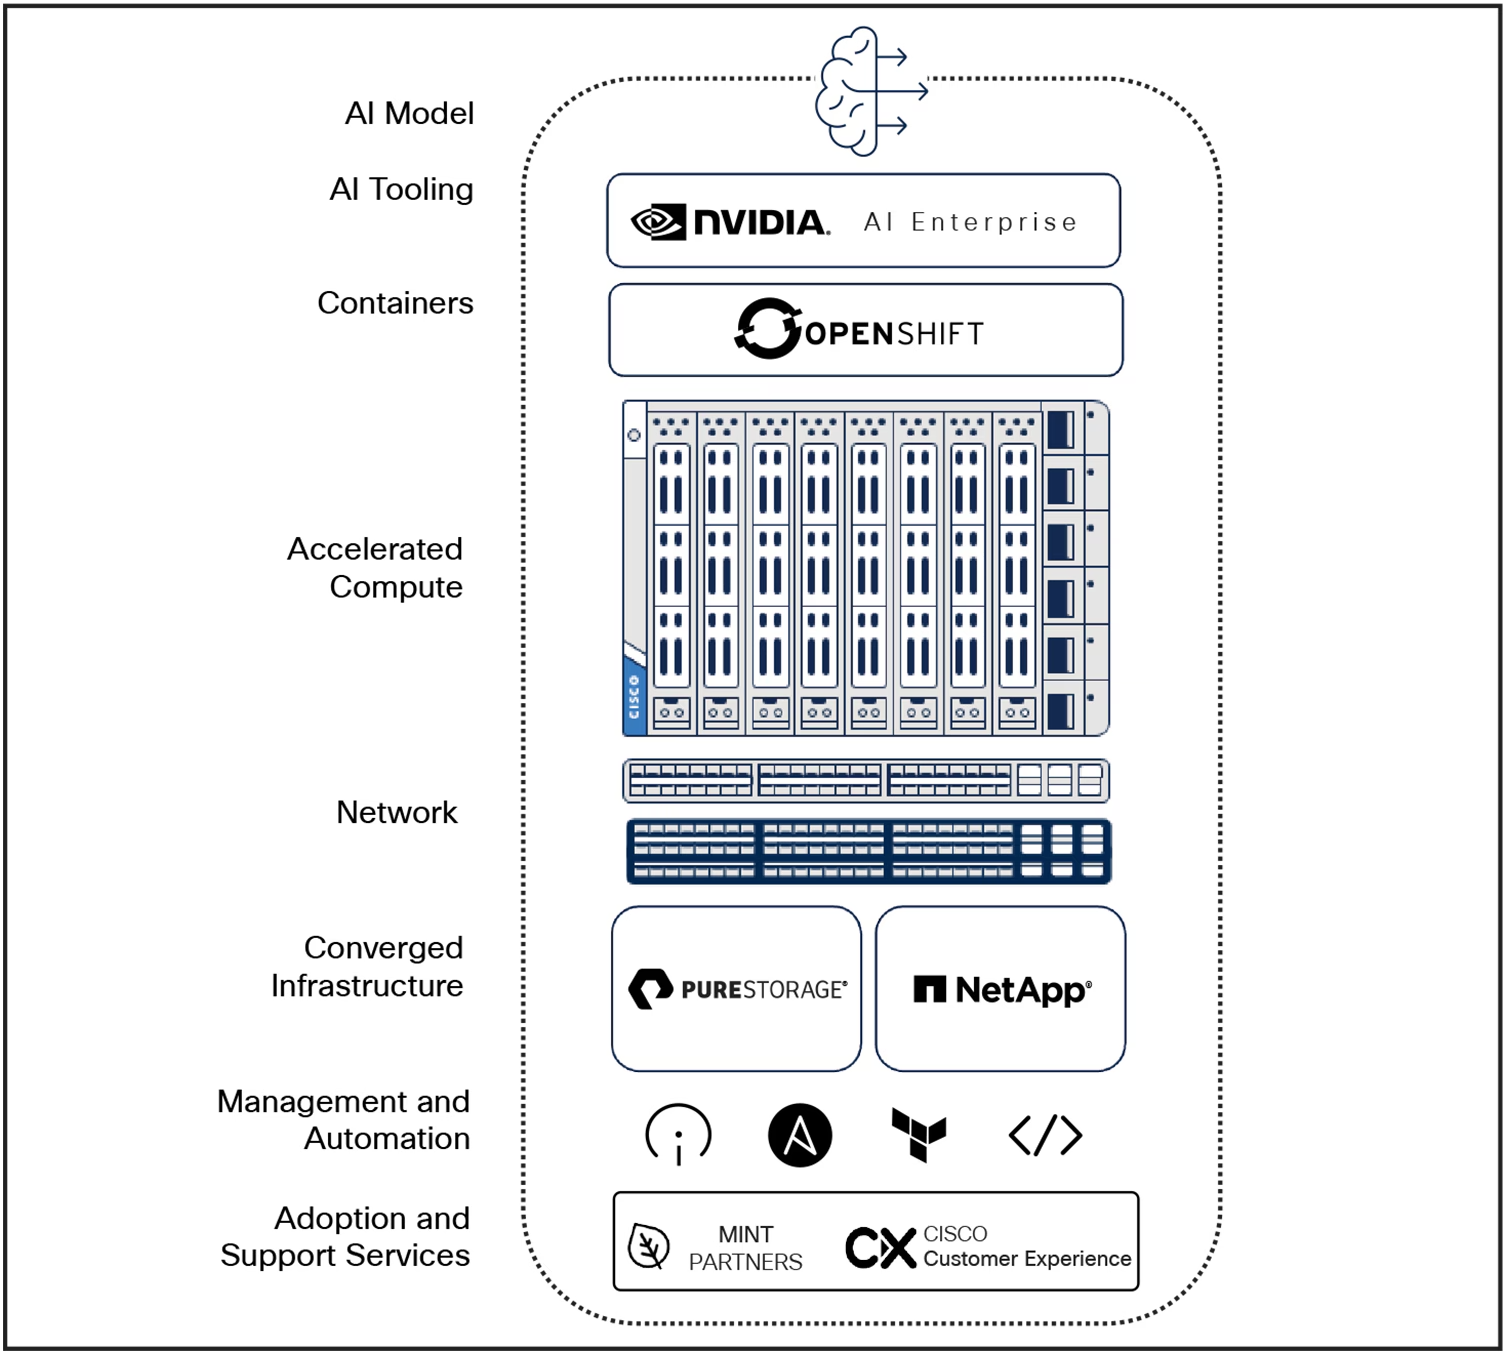 AI Model
AI Tooling
NVIDIA. AI Enterprise
Containers
OPENSHIFT
Accelerated
Compute
CISCO
Network
Converged
Infrastructure
PURESTORAGE®
NetApp®
Management and
Automation
</>
Adoption and
Support Services
MINT
PARTNERS
CX
CISCO
Customer Experience